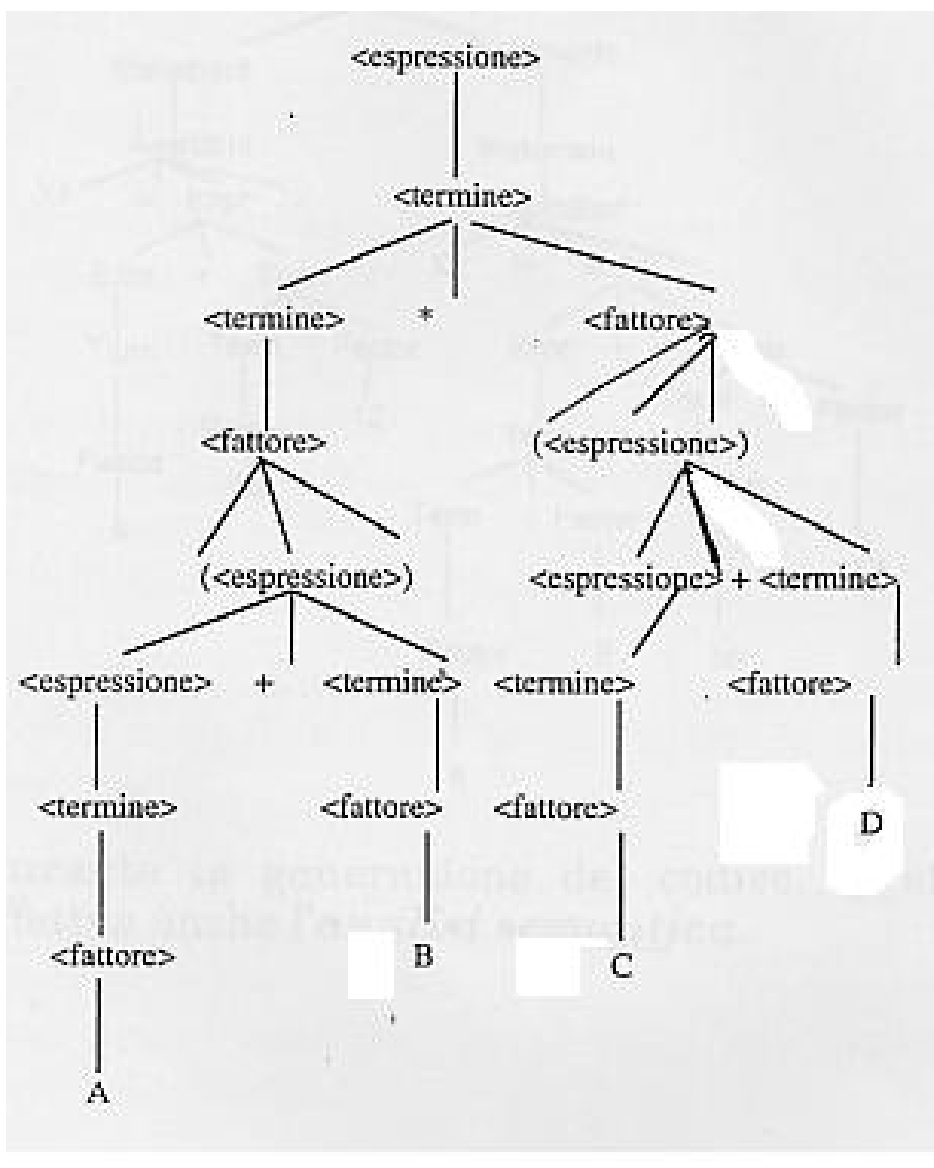 <espressione>
<termine>
<termine> * <fattore>
<fattore> (<espressione>)
(<espressione>) <espressione> + <termine>
<espressione> + <termine> <termine> <fattore>
<termine> <fattore> <fattore> D
<fattore> B C
A